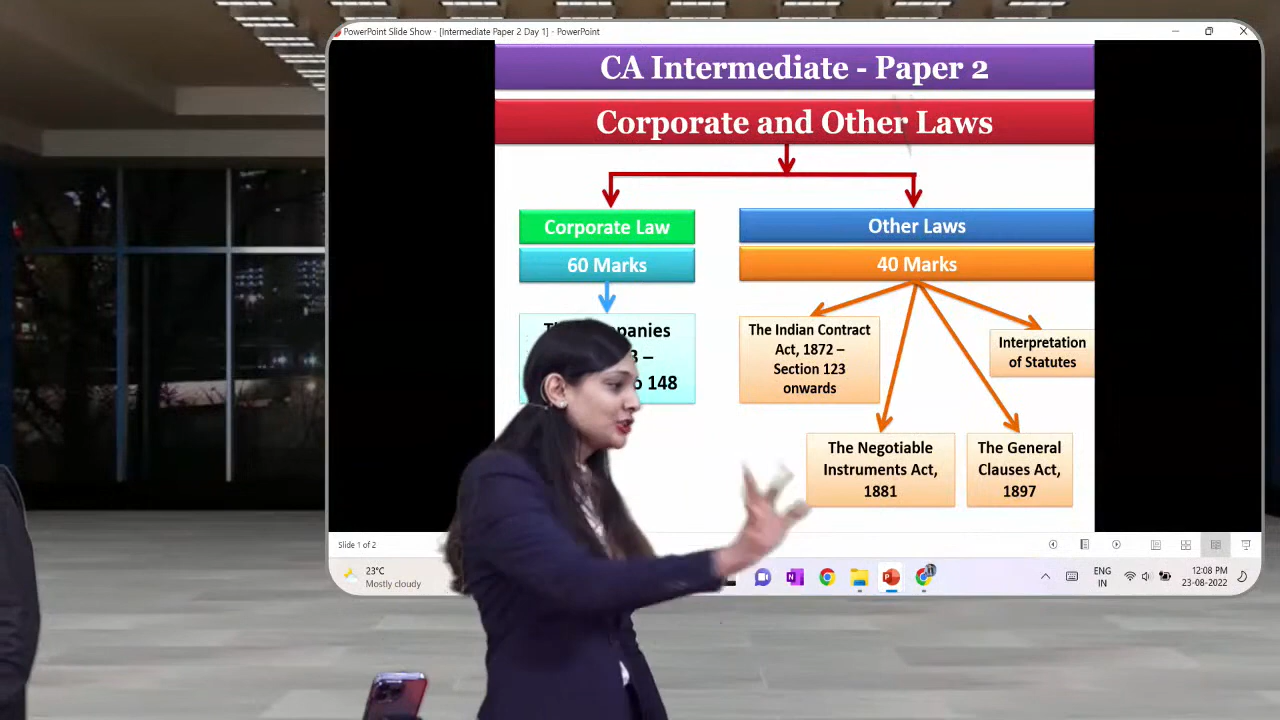 PowerPoint Slide Show - [Intermediate Paper 2 Day 1] - PowerPoint
CA Intermediate - Paper 2
Corporate and Other Laws
Corporate Law
Other Laws
60 Marks
40 Marks
The Indian Contract
Act, 1872 –
Section 123
onwards
Interpretation
of Statutes
148
The Negotiable
Instruments Act,
1881
The General
Clauses Act,
1897
Slide 1 of 2
23°C
Mostly cloudy
ENG
IN
12:08 PM
23-08-2022